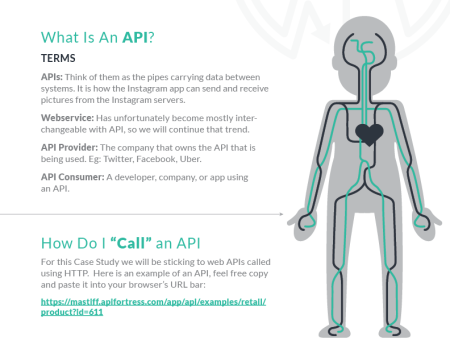 What Is An API?
TERMS
APIs: Think of them as the pipes carrying data between
systems. It is how the Instagram app can send and receive
pictures from the Instagram servers.
Webservice: Has unfortunately become mostly inter-
changeable with API, so we will continue that trend.
API Provider: The company that owns the API that is
being used. Eg: Twitter, Facebook, Uber.
API Consumer: A developer, company, or app using
an API.
How Do I “Call” an API
For this Case Study we will be sticking to web APIs called
using HTTP. Here is an example of an API, feel free copy
and paste it into your browser’s URL bar:
https://mastiff.apifortress.com/app/api/examples/retail/
product?id=611